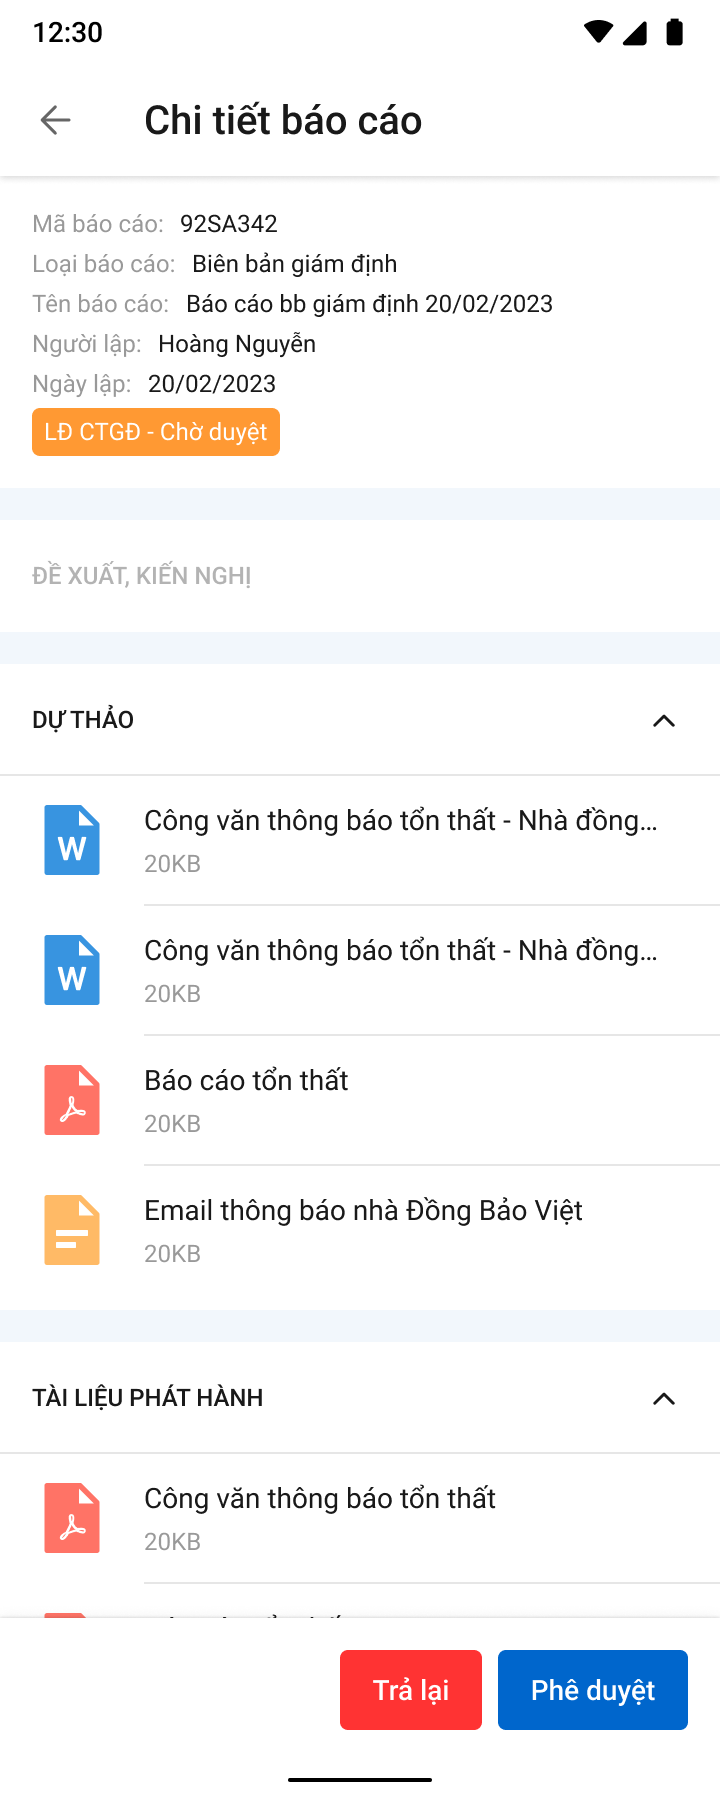 12:30
Chi tiết báo cáo
Mã báo cáo: 92SA342
Loại báo cáo: Biên bản giám định
Tên báo cáo: Báo cáo bb giám định 20/02/2023
Người lập: Hoàng Nguyễn
Ngày lập: 20/02/2023
LĐ CTGĐ - Chờ duyệt
ĐỀ XUẤT, KIẾN NGHỊ
DỰ THẢO
W
Công văn thông báo tổn thất - Nhà đồng...
20KB
W
Công văn thông báo tổn thất - Nhà đồng...
20KB
Báo cáo tổn thất
20KB
Email thông báo nhà Đồng Bảo Việt
20KB
TÀI LIỆU PHÁT HÀNH
Công văn thông báo tổn thất
20KB
Trả lại
Phê duyệt